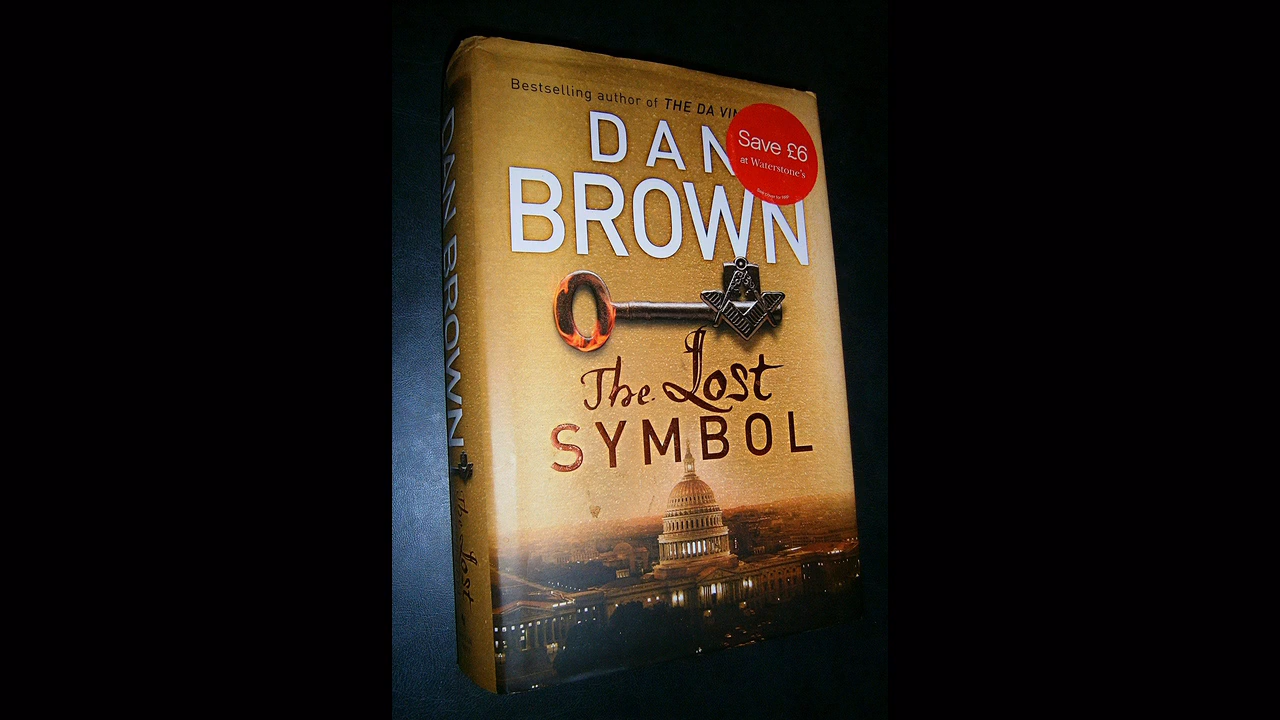 Bestselling author of THE DA VIN
DAN
BROWN
Save £6
at Waterstone's
The Lost
SYMBOL
DAN BROWN
The Lost